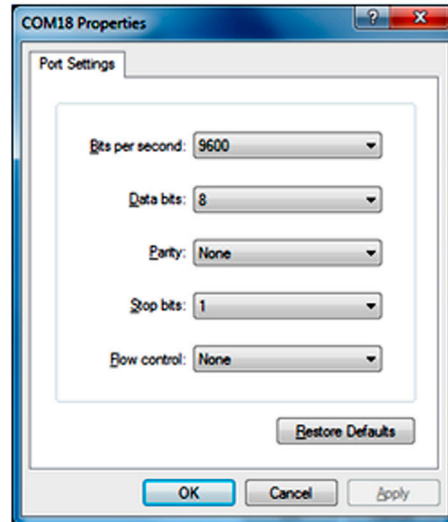 COM18 Properties
Port Settings
Bits per second: 9600
Data bits: 8
Parity: None
Stop bits: 1
Flow control: None
Restore Defaults
OK Cancel Apply